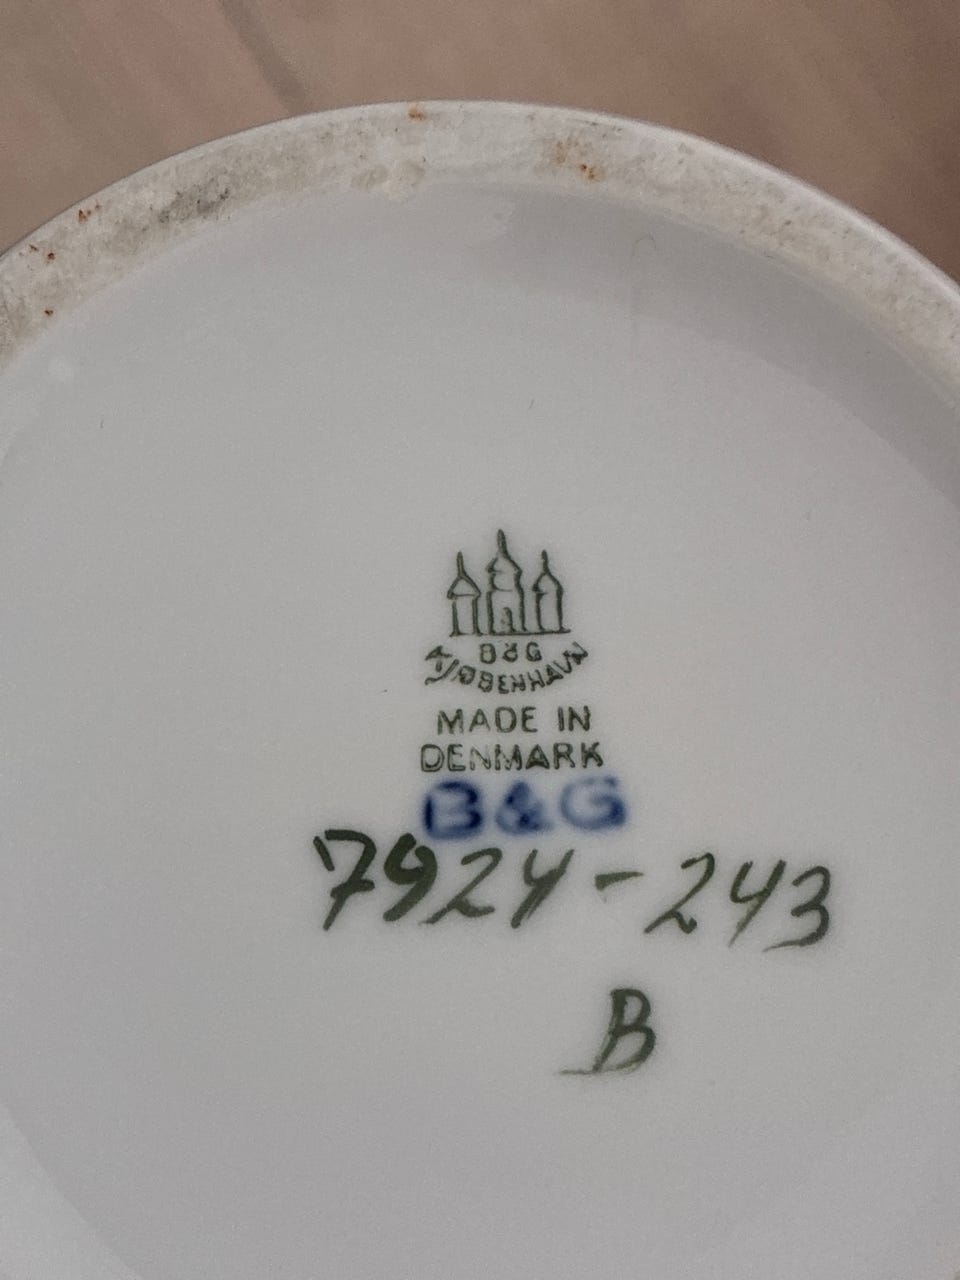 B&G
KJØBENHAVN
MADE IN
DENMARK
B&G
7924-243
B